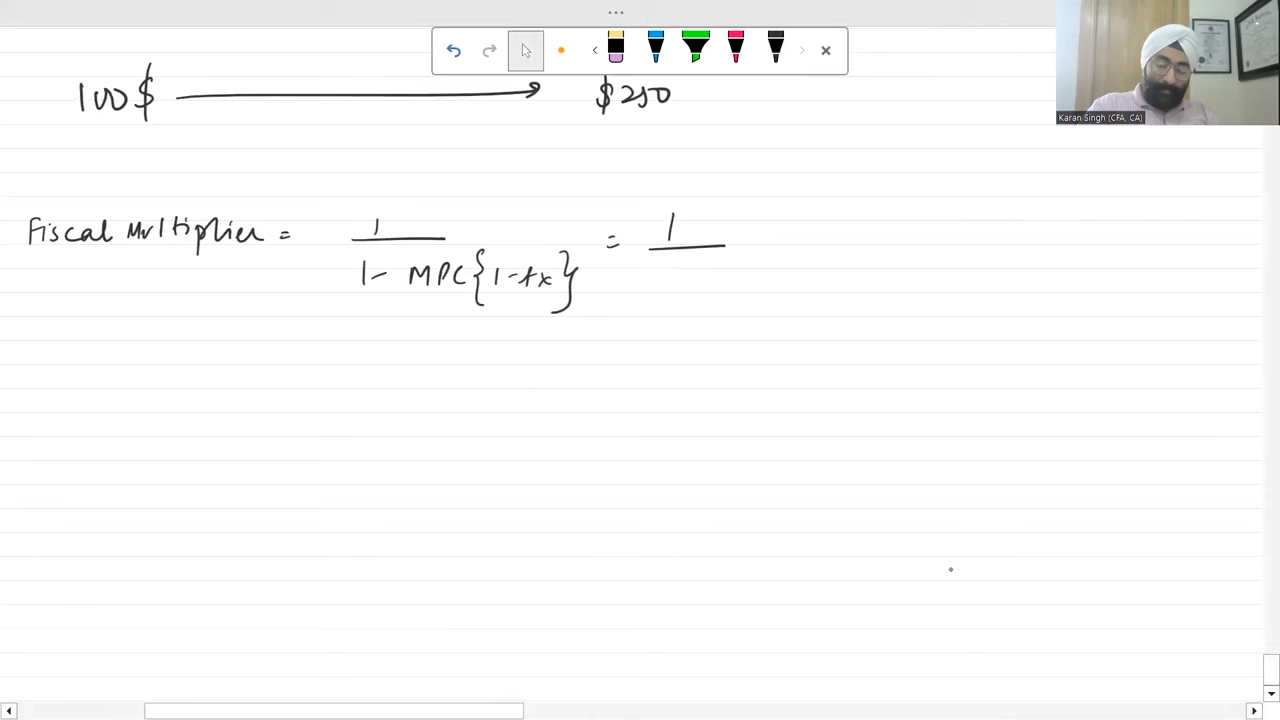 100$ → $250
Karan Singh (CFA, CA)
Fiscal Multiplier = 1 / 1 - MPC{1-tx} = 1 /